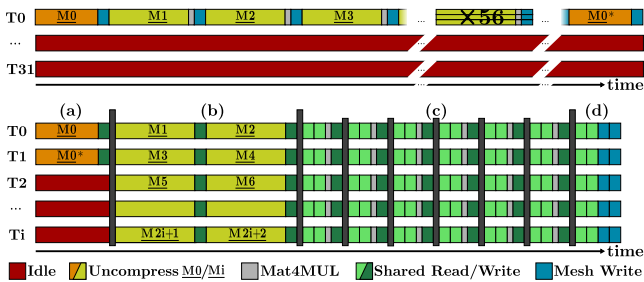 T0 M0 M1 M2 M3 ... ×56 ... M0*
... ... ...
T31 ... ...
time
(a) (b) (c) (d)
T0 M0 M1 M2
T1 M0* M3 M4
T2 M5 M6
...
Ti M2i+1 M2i+2
time
Idle Uncompress M0/Mi Mat4MUL Shared Read/Write Mesh Write